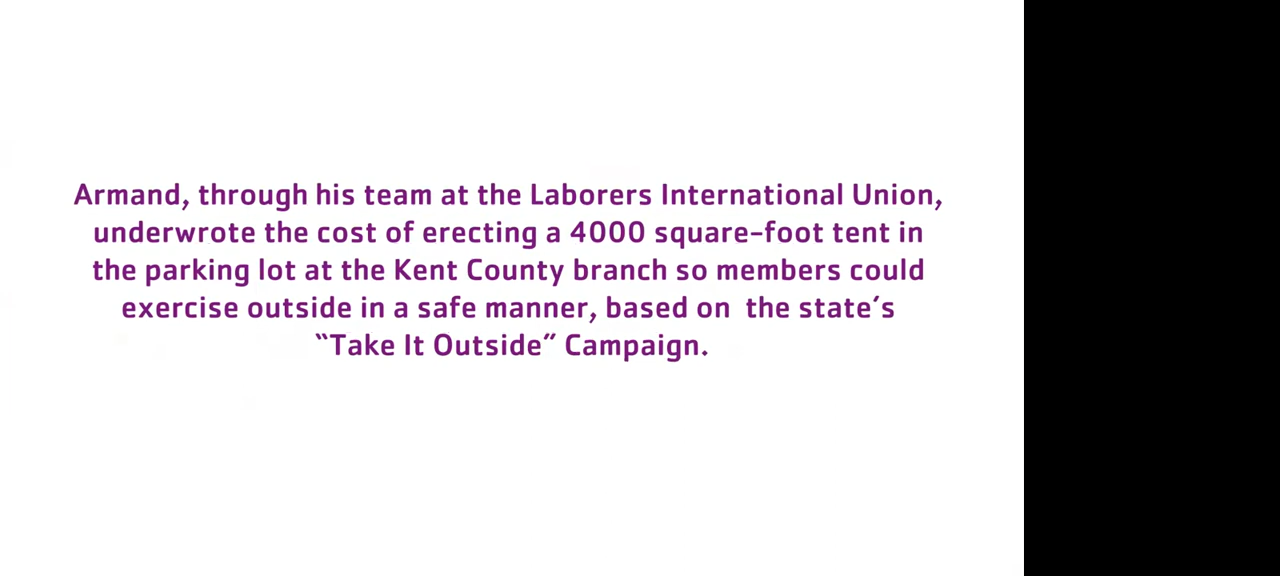 Armand, through his team at the Laborers International Union,
underwrote the cost of erecting a 4000 square-foot tent in
the parking lot at the Kent County branch so members could
exercise outside in a safe manner, based on  the state’s
“Take It Outside” Campaign.